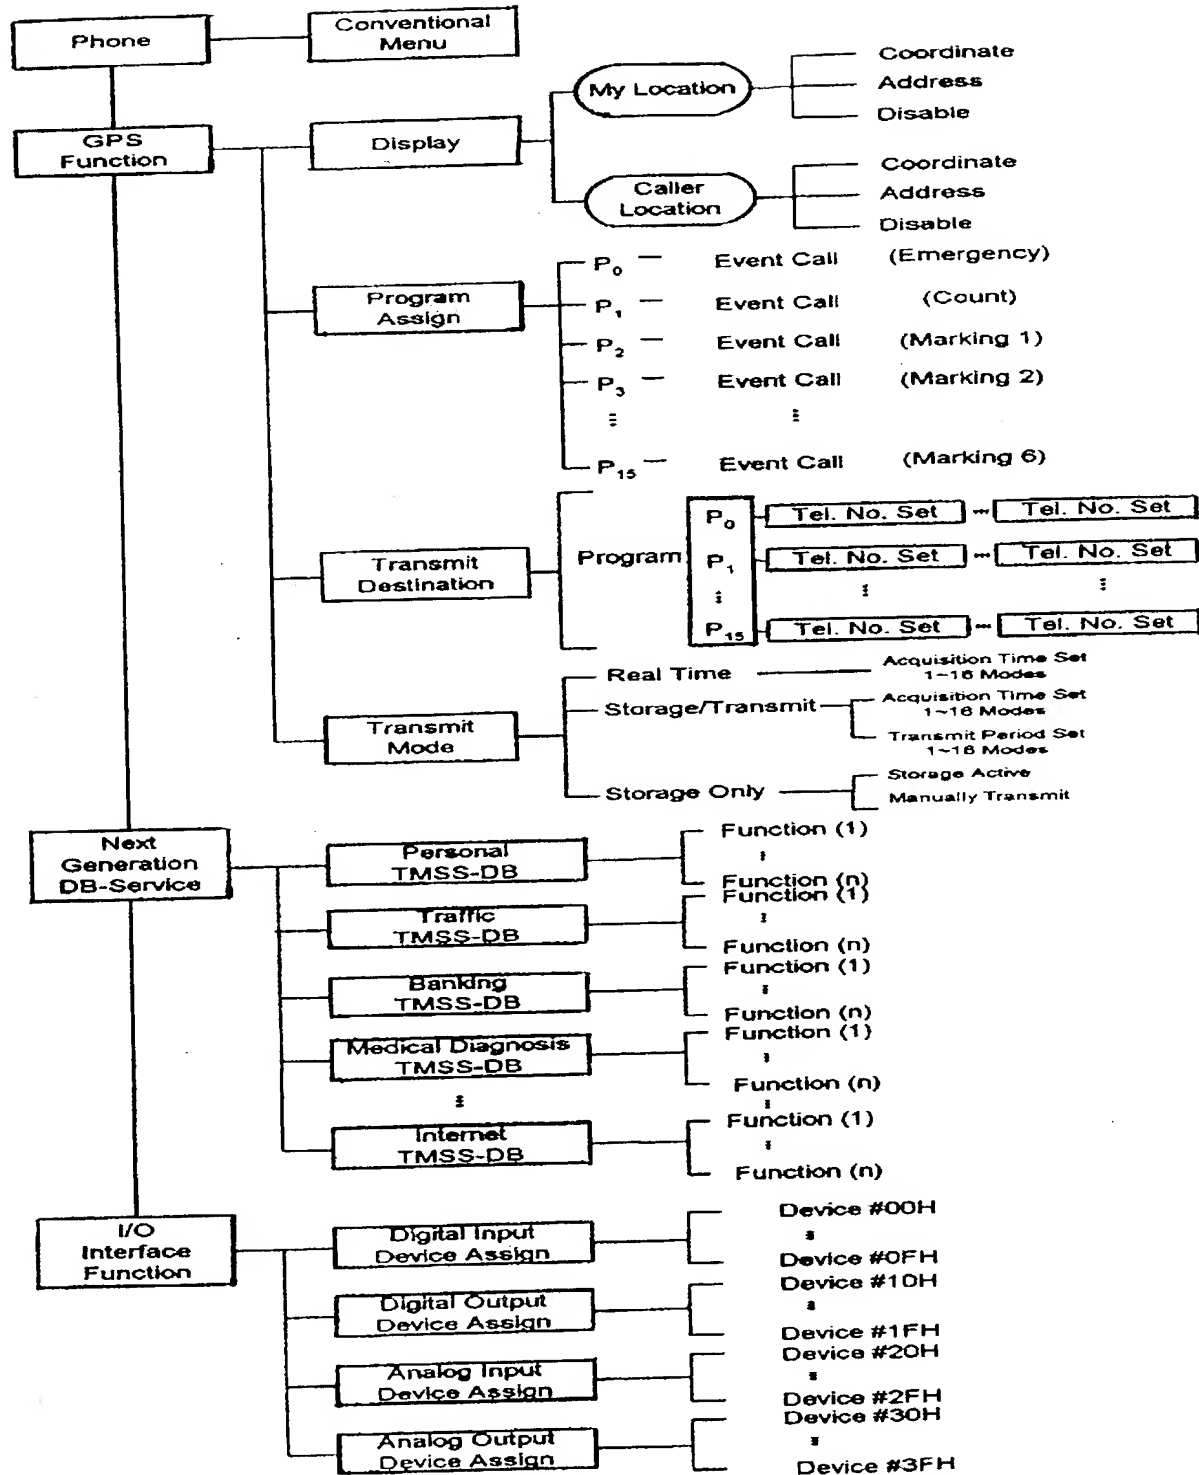 Phone
Conventional
Menu
GPS
Function
Display
My Location
Coordinate
Address
Disable
Caller
Location
Coordinate
Address
Disable
Program
Assign
P0 — Event Call (Emergency)
P1 — Event Call (Count)
P2 — Event Call (Marking 1)
P3 — Event Call (Marking 2)
P15 — Event Call (Marking 6)
Transmit
Destination
Program
P0 Tel. No. Set Tel. No. Set
P1 Tel. No. Set Tel. No. Set
P15 Tel. No. Set Tel. No. Set
Transmit
Mode
Real Time
Acquisition Time Set
1~16 Modes
Storage/Transmit
Acquisition Time Set
1~16 Modes
Transmit Period Set
1~16 Modes
Storage Only
Storage Active
Manually Transmit
Next
Generation
DB-Service
Personal
TMSS-DB
Function (1)
Function (n)
Traffic
TMSS-DB
Function (1)
Function (n)
Banking
TMSS-DB
Function (1)
Function (n)
Medical Diagnosis
TMSS-DB
Function (1)
Function (n)
Internet
TMSS-DB
Function (1)
Function (n)
I/O
Interface
Function
Digital Input
Device Assign
Device #00H
Device #0FH
Digital Output
Device Assign
Device #10H
Device #1FH
Analog Input
Device Assign
Device #20H
Device #2FH
Analog Output
Device Assign
Device #30H
Device #3FH